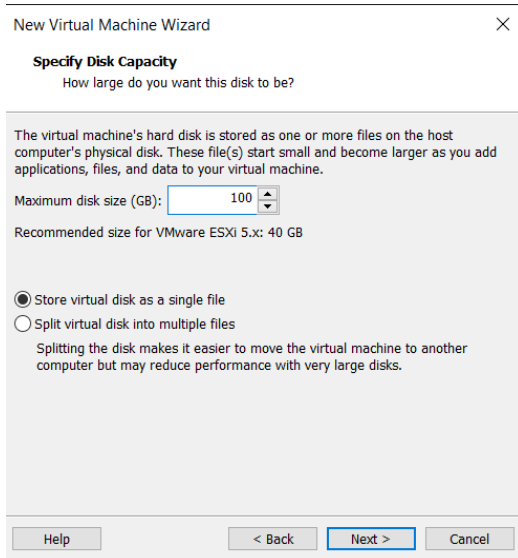 New Virtual Machine Wizard
Specify Disk Capacity
How large do you want this disk to be?
The virtual machine's hard disk is stored as one or more files on the host
computer's physical disk. These file(s) start small and become larger as you add
applications, files, and data to your virtual machine.
Maximum disk size (GB): 100
Recommended size for VMware ESXi 5.x: 40 GB
Store virtual disk as a single file
Split virtual disk into multiple files
Splitting the disk makes it easier to move the virtual machine to another
computer but may reduce performance with very large disks.
Help < Back Next > Cancel